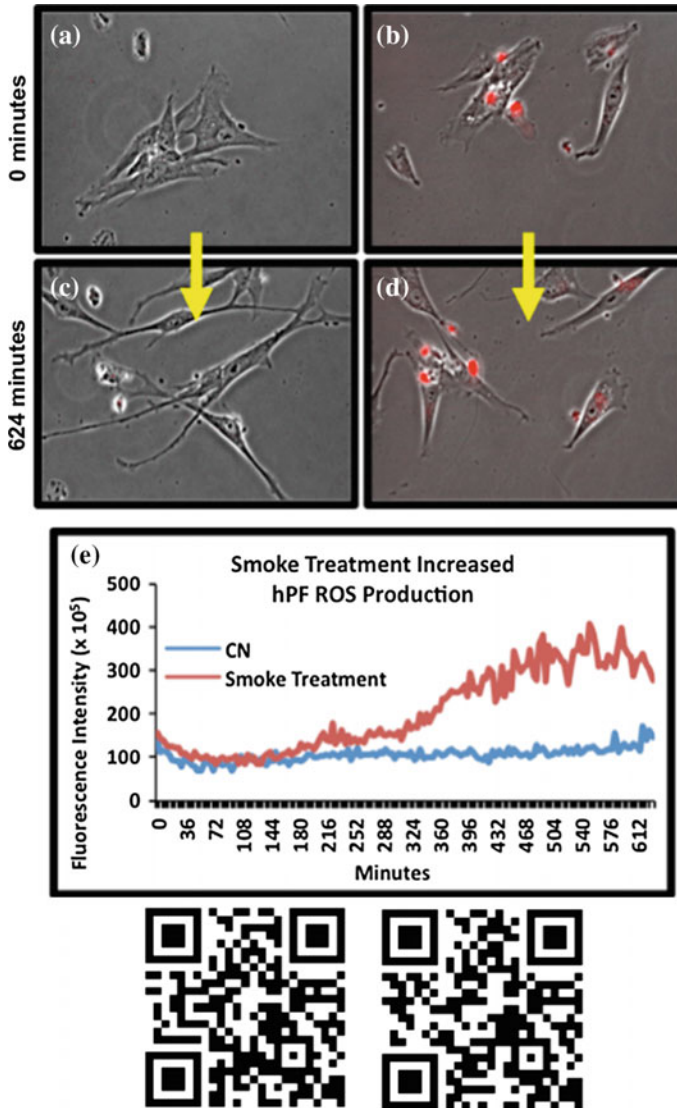 (a)
(b)
0 minutes
(c)
(d)
624 minutes
(e)
Smoke Treatment Increased
hPF ROS Production
Fluorescence Intensity (x 10⁵)
500
400
300
200
100
0
CN
Smoke Treatment
0 36 72 108 144 180 216 252 288 324 360 396 432 468 504 540 576 612
Minutes